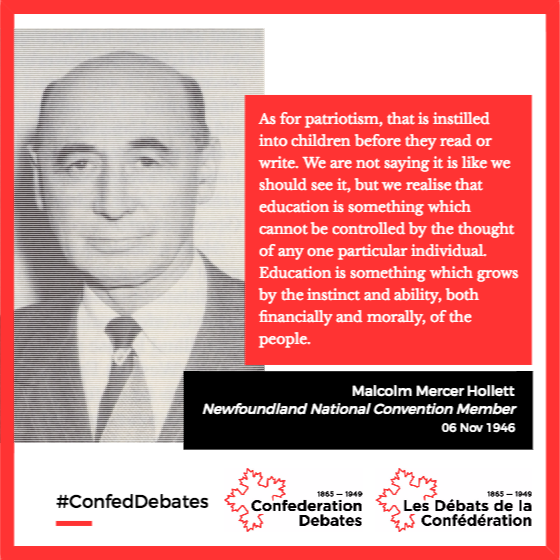 As for patriotism, that is instilled
into children before they read or
write. We are not saying it is like we
should see it, but we realise that
education is something which
cannot be controlled by the thought
of any one particular individual.
Education is something which grows
by the instinct and ability, both
financially and morally, of the
people.
Malcolm Mercer Hollett
Newfoundland National Convention Member
06 Nov 1946
#ConfedDebates
1865 — 1949
Confederation
Debates
1865 — 1949
Les Débats de la
Confédération